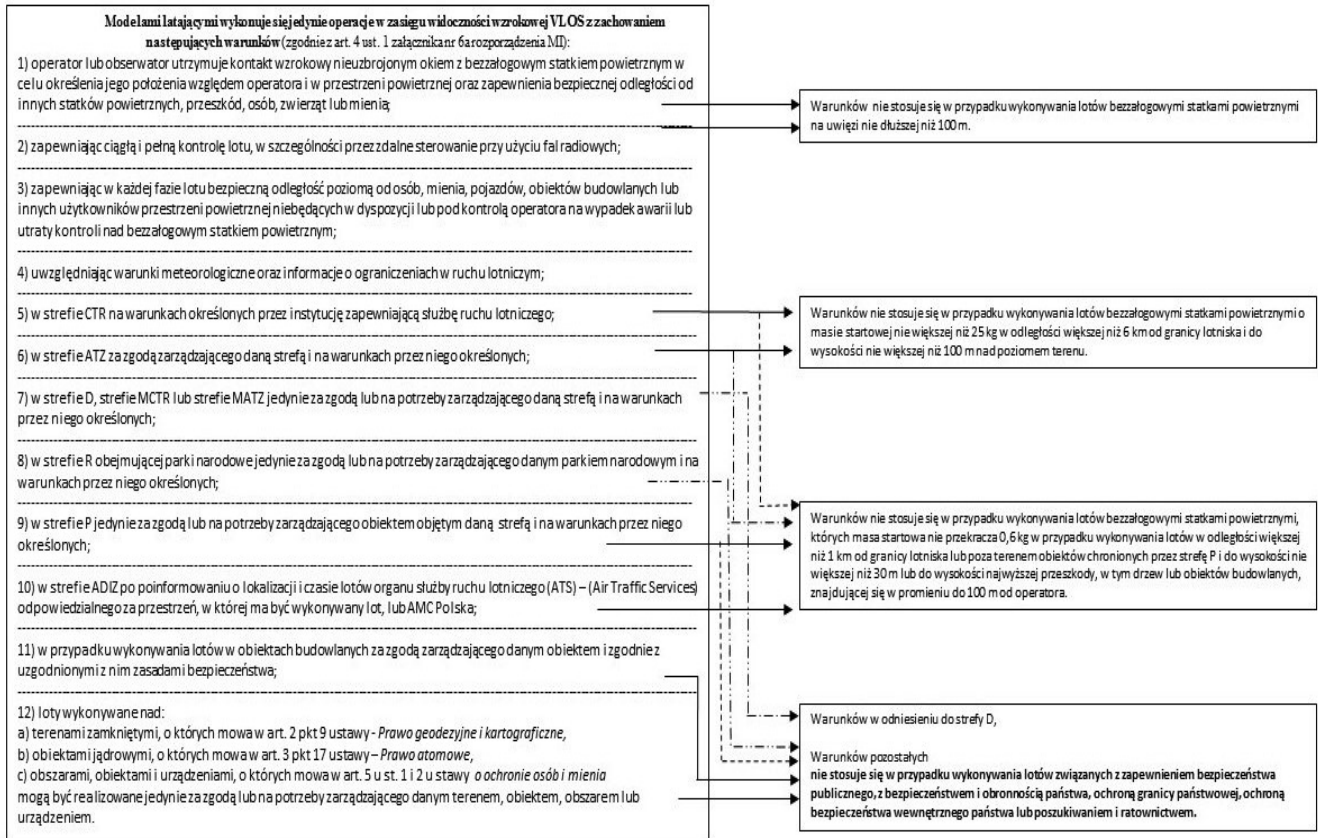 Modelami latającymi wykonuje się jedynie operacje w zasięgu widoczności wzrokowej VLOS z zachowaniem
następujących warunków (zgodnie z art. 4 ust. 1 załącznika nr 6a rozporządzenia MI):
1) operator lub obserwator utrzymuje kontakt wzrokowy nieuzbrojonym okiem z bezzałogowym statkiem powietrznym w
celu określenia jego położenia względem operatora i w przestrzeni powietrznej oraz zapewnienia bezpiecznej odległości od
innych statków powietrznych, przeszkód, osób, zwierząt lub mienia;
2) zapewniając ciągłą i pełną kontrolę lotu, w szczególności przez zdalne sterowanie przy użyciu fal radiowych;
3) zapewniając w każdej fazie lotu bezpieczną odległość poziomą od osób, mienia, pojazdów, obiektów budowlanych lub
innych użytkowników przestrzeni powietrznej niebędących w dyspozycji lub pod kontrolą operatora na wypadek awarii lub
utraty kontroli nad bezzałogowym statkiem powietrznym;
4) uwzględniając warunki meteorologiczne oraz informacje o ograniczeniach w ruchu lotniczym;
5) w strefie CTR na warunkach określonych przez instytucję zapewniającą służbę ruchu lotniczego;
6) w strefie ATZ za zgodą zarządzającego daną strefą i na warunkach przez niego określonych;
7) w strefie D, strefie MCTR lub strefie MATZ jedynie za zgodą lub na potrzeby zarządzającego daną strefą i na warunkach
przez niego określonych;
8) w strefie R obejmującej parki narodowe jedynie za zgodą lub na potrzeby zarządzającego danym parkiem narodowym i na
warunkach przez niego określonych;
9) w strefie P jedynie za zgodą lub na potrzeby zarządzającego obiektem objętym daną strefą i na warunkach przez niego
określonych;
10) w strefie ADIZ po poinformowaniu o lokalizacji i czasie lotów organu służby ruchu lotniczego (ATS) – (Air Traffic Services)
odpowiedzialnego za przestrzeń, w której ma być wykonywany lot, lub AMC Polska;
11) w przypadku wykonywania lotów w obiektach budowlanych za zgodą zarządzającego danym obiektem i zgodnie z
uzgodnionymi z nim zasadami bezpieczeństwa;
12) loty wykonywane nad:
a) terenami zamkniętymi, o których mowa w art. 2 pkt 9 ustawy - Prawo geodezyjne i kartograficzne,
b) obiektami jądrowymi, o których mowa w art. 3 pkt 17 ustawy – Prawo atomowe,
c) obszarami, obiektami i urządzeniami, o których mowa w art. 5 ust. 1 i 2 ustawy o ochronie osób i mienia
mogą być realizowane jedynie za zgodą lub na potrzeby zarządzającego danym terenem, obiektem, obszarem lub
urządzeniem.
Warunków nie stosuje się w przypadku wykonywania lotów bezzałogowymi statkami powietrznymi
na uwięzi nie dłuższej niż 100 m.
Warunków nie stosuje się w przypadku wykonywania lotów bezzałogowymi statkami powietrznymi o
masie startowej nie większej niż 25 kg w odległości większej niż 6 km od granicy lotniska i do
wysokości nie większej niż 100 m nad poziomem terenu.
Warunków nie stosuje się w przypadku wykonywania lotów bezzałogowymi statkami powietrznymi,
których masa startowa nie przekracza 0,6 kg w przypadku wykonywania lotów w odległości większej
niż 1 km od granicy lotniska lub poza terenem obiektów chronionych przez strefę P i do wysokości nie
większej niż 30 m lub do wysokości najwyższej przeszkody, w tym drzew lub obiektów budowlanych,
znajdującej się w promieniu do 100 m od operatora.
Warunków w odniesieniu do strefy D,
Warunków pozostałych
nie stosuje się w przypadku wykonywania lotów związanych z zapewnieniem bezpieczeństwa
publicznego, z bezpieczeństwem i obronnością państwa, ochroną granicy państwowej, ochroną
bezpieczeństwa wewnętrznego państwa lub poszukiwaniem i ratownictwem.